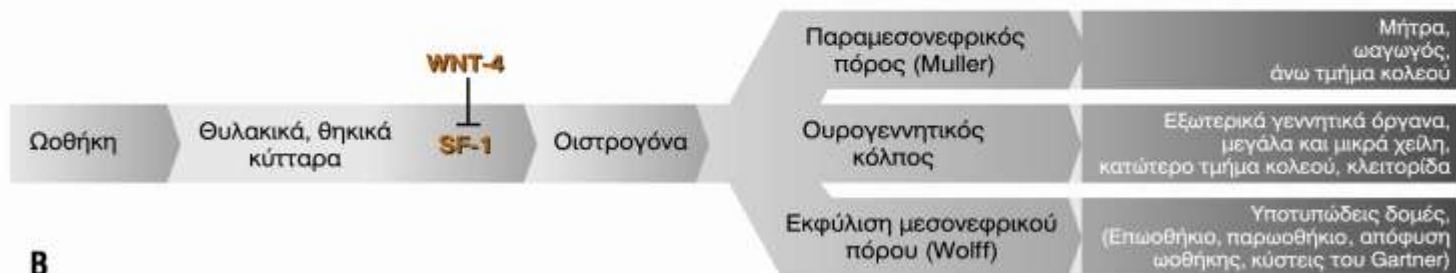 WNT-4
Ωοθήκη
Θυλακικά, θηκικά
κύτταρα
SF-1
Οιστρογόνα
Παραμεσονεφρικός
πόρος (Muller)
Μήτρα,
ωαγωγός,
άνω τμήμα κολεού
Ουρογεννητικός
κόλπος
Εξωτερικά γεννητικά όργανα,
μεγάλα και μικρά χείλη,
κατώτερο τμήμα κολεού, κλειτορίδα
Εκφύλιση μεσονεφρικού
πόρου (Wolff)
Υποτυπώδεις δομές,
(Επωοθήκιο, παρωοθήκιο, απόφυση
ωοθήκης, κύστεις του Gartner)
B